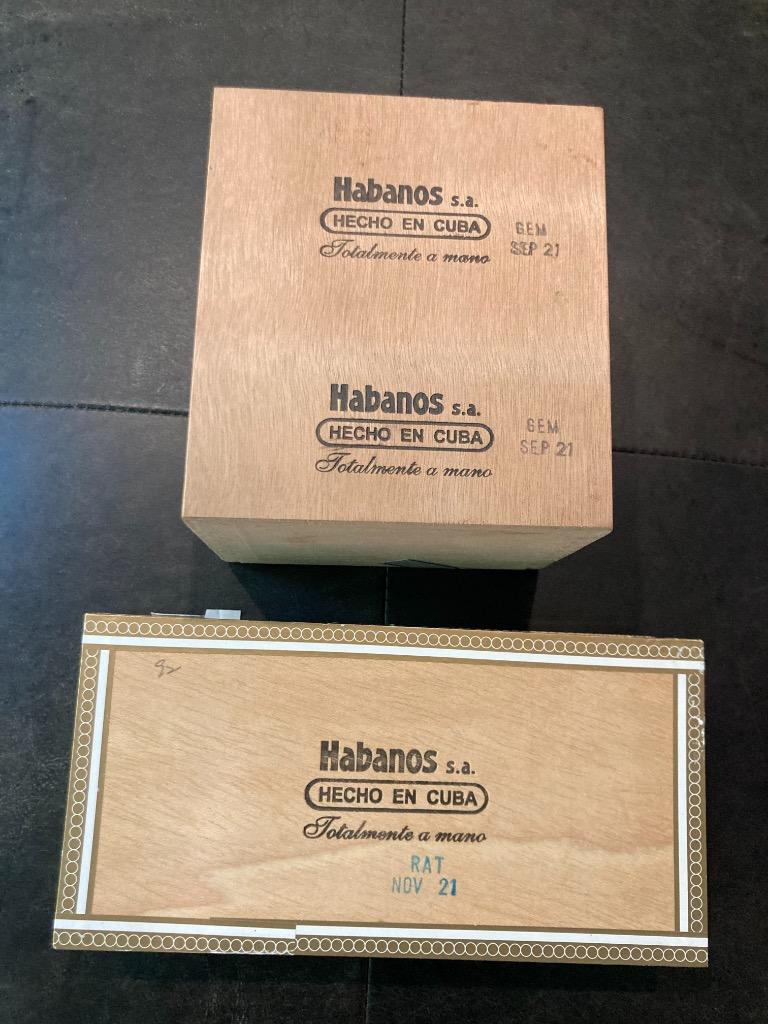 Habanos s.a.
HECHO EN CUBA
Totalmente a mano
GEM
SEP 21
Habanos s.a.
HECHO EN CUBA
Totalmente a mano
GEM
SEP 21
Habanos s.a.
HECHO EN CUBA
Totalmente a mano
RAT
NOV 21